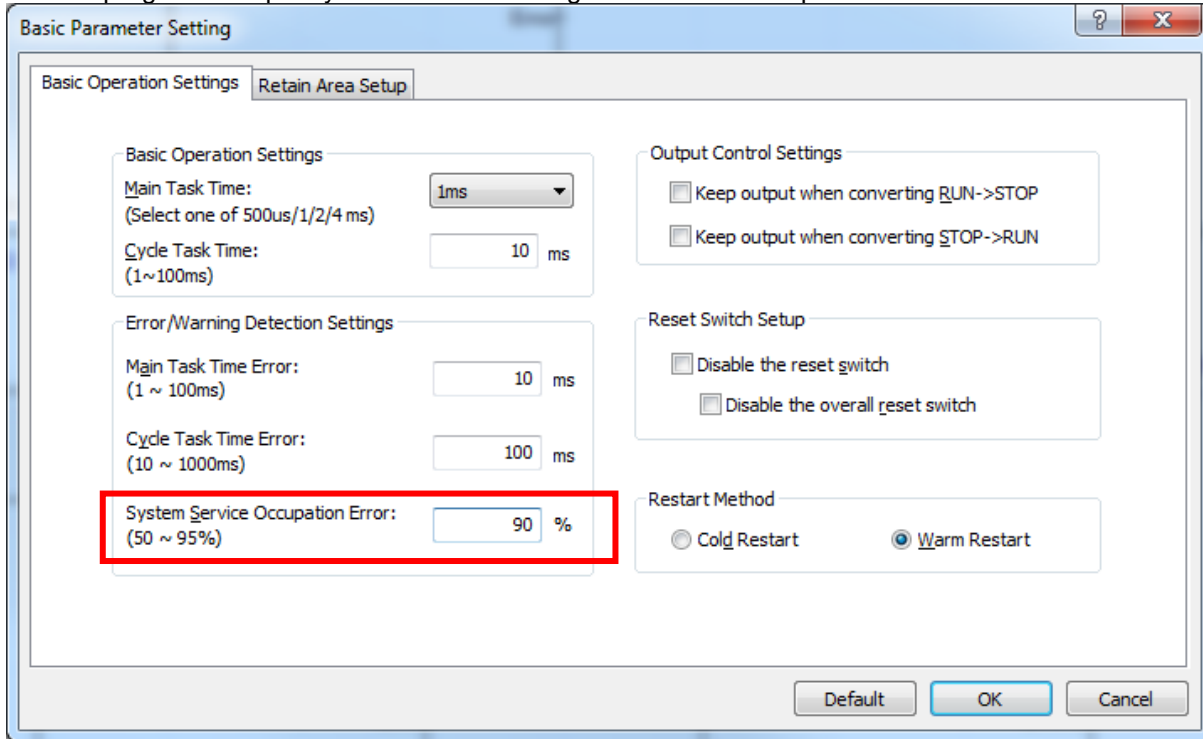 Basic Parameter Setting
Basic Operation Settings
Retain Area Setup
Basic Operation Settings
Main Task Time:
1ms
(Select one of 500us/1/2/4 ms)
Cycle Task Time:
10 ms
(1~100ms)
Error/Warning Detection Settings
Main Task Time Error:
10 ms
(1 ~ 100ms)
Cycle Task Time Error:
100 ms
(10 ~ 1000ms)
System Service Occupation Error:
90 %
(50 ~ 95%)
Output Control Settings
Keep output when converting RUN->STOP
Keep output when converting STOP->RUN
Reset Switch Setup
Disable the reset switch
Disable the overall reset switch
Restart Method
Cold Restart
Warm Restart
Default
OK
Cancel